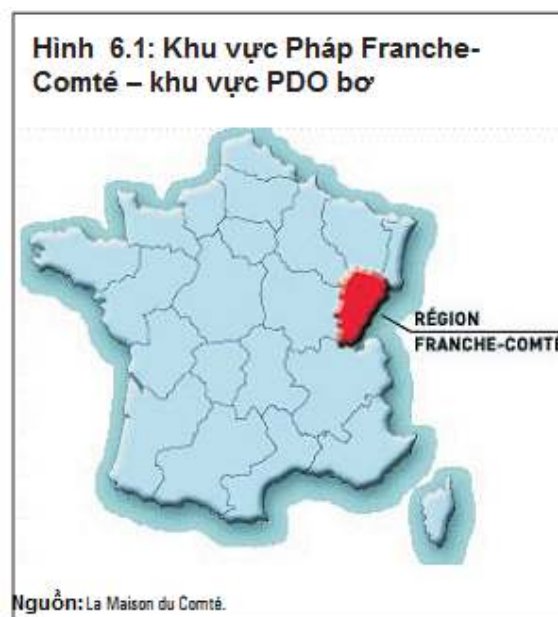 Hình 6.1: Khu vực Pháp Franche-
Comté – khu vực PDO bơ
RÉGION
FRANCHE-COMTÉ
Nguồn: La Maison du Comté.